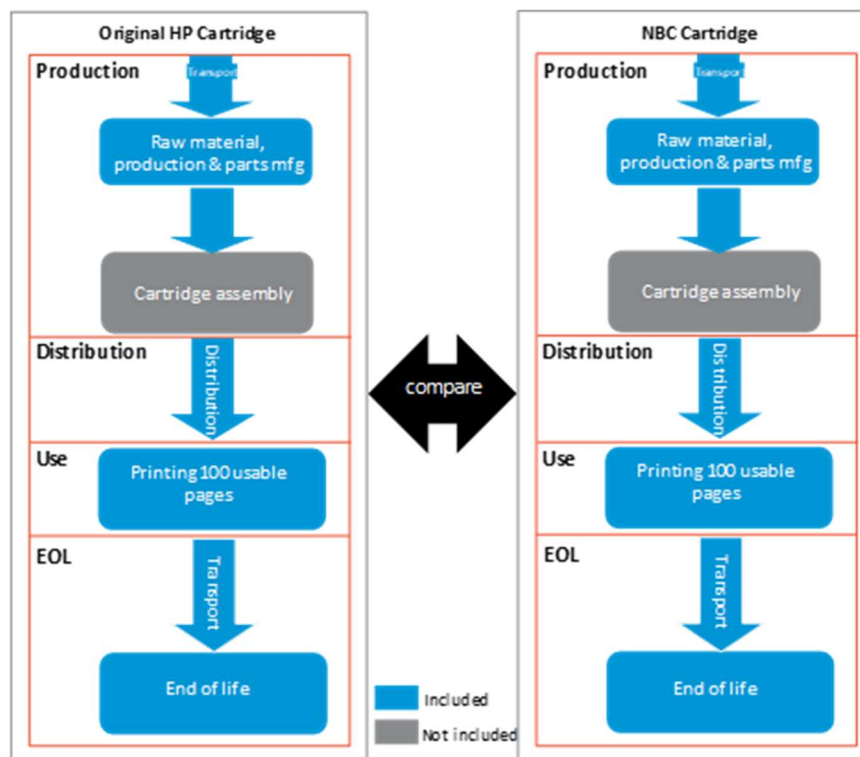 Original HP Cartridge
Production
Transport
Raw material,
production & parts mfg
Cartridge assembly
Distribution
Distribution
Use
Printing 100 usable
pages
EOL
Transport
End of life
compare
Included
Not included
NBC Cartridge
Production
Transport
Raw material,
production & parts mfg
Cartridge assembly
Distribution
Distribution
Use
Printing 100 usable
pages
EOL
Transport
End of life